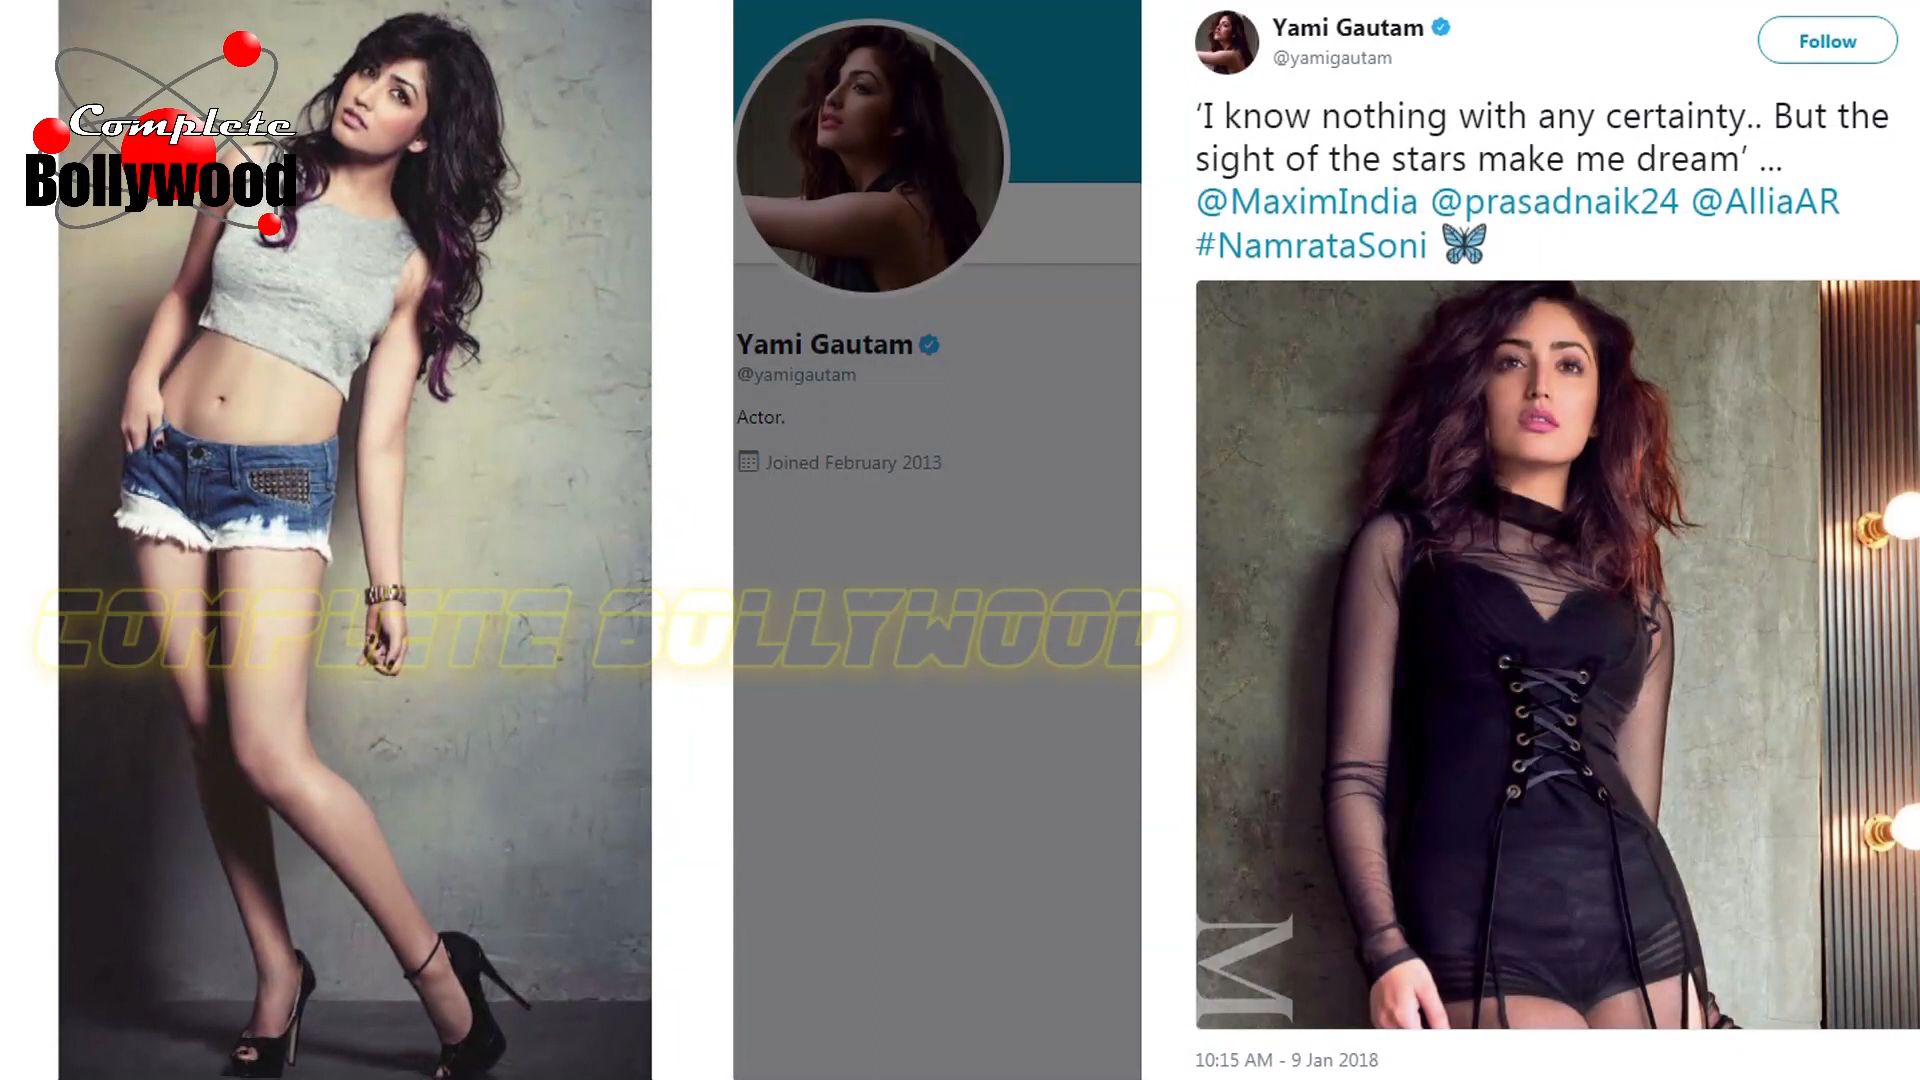 Complete
Bollywood
COMPLETE BOLLYWOOD
Yami Gautam
@yamigautam
Actor.
Joined February 2013
Yami Gautam
@yamigautam
Follow
‘I know nothing with any certainty.. But the
sight of the stars make me dream’ ...
@MaximIndia @prasadnaik24 @AlliaAR
#NamrataSoni
M
10:15 AM - 9 Jan 2018